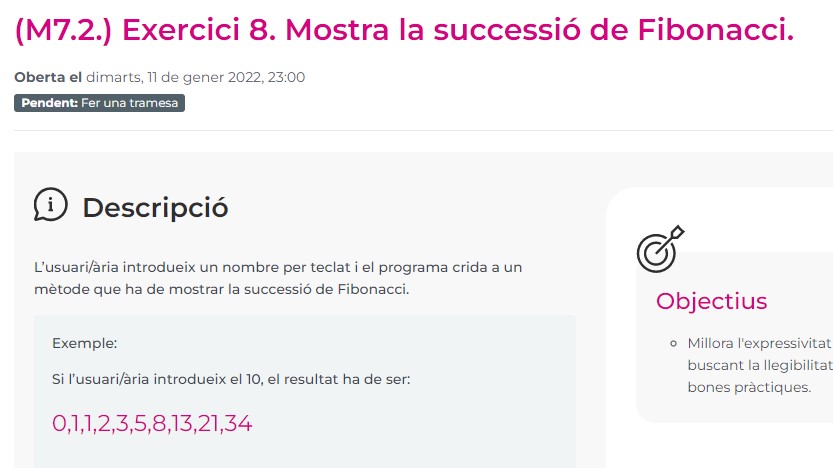 (M7.2.) Exercici 8. Mostra la successió de Fibonacci.
Oberta el dimarts, 11 de gener 2022, 23:00
Pendent: Fer una tramesa
Descripció
L’usuari/ària introdueix un nombre per teclat i el programa crida a un
mètode que ha de mostrar la successió de Fibonacci.
Exemple:
Si l’usuari/ària introdueix el 10, el resultat ha de ser:
0,1,1,2,3,5,8,13,21,34
Objectius
Millora l'expressivitat
buscant la llegibilitat
bones pràctiques.